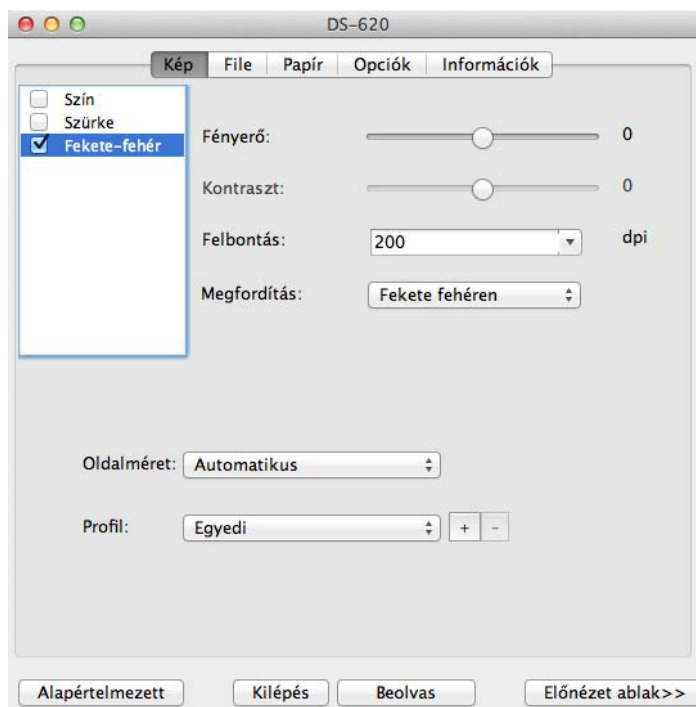 DS-620
Kép File Papír Opciók Információk
Szín
Szürke
Fekete-fehér
Fényerő: 0
Kontraszt: 0
Felbontás: 200 dpi
Megfordítás: Fekete fehéren
Oldalméret: Automatikus
Profil: Egyedi + -
Alapértelmezett Kilépés Beolvas Előnézet ablak>>